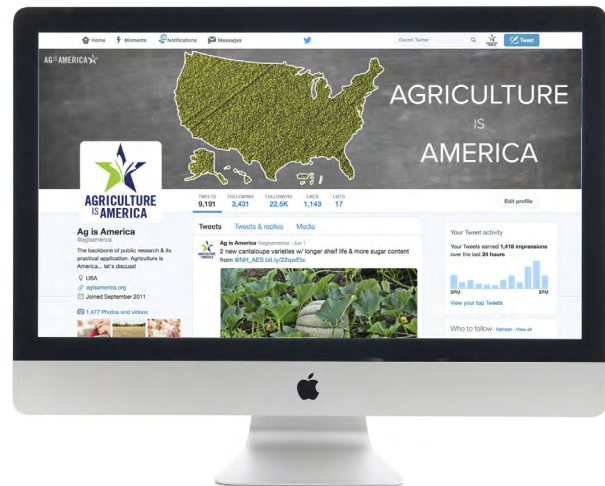 Home
Moments
Notifications
Messages
Search Twitter
Tweet
AG IS AMERICA
AGRICULTURE
IS
AMERICA
AGRICULTURE
IS AMERICA
TWEETS
9,191
FOLLOWING
3,431
FOLLOWERS
22.5K
LIKES
1,143
LISTS
17
Edit profile
Ag is America
@agisamerica
The backbone of public research & its
practical application. Agriculture is
America... let's discuss!
USA
agisamerica.org
Joined September 2011
1,477 Photos and videos
Tweets Tweets & replies Media
Ag is America @agisamerica · Jun 1
2 new cantaloupe varieties w/ longer shelf life & more sugar content
from @NH_AES bit.ly/22qwEtx
Your Tweet activity
Your Tweets earned 1,418 impressions
over the last 24 hours
5PM
5PM
View your top Tweets
Who to follow · Refresh · View all